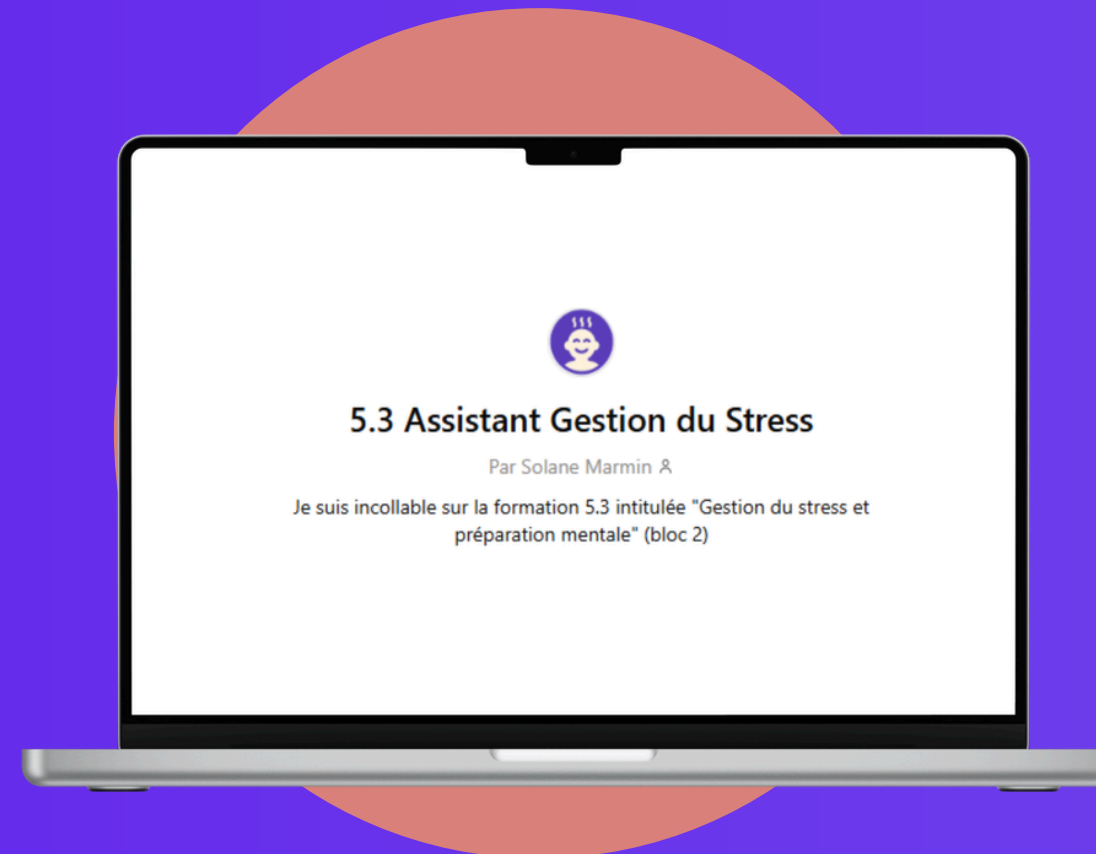 5.3 Assistant Gestion du Stress
Par Solane Marmin
Je suis incollable sur la formation 5.3 intitulée "Gestion du stress et
préparation mentale" (bloc 2)